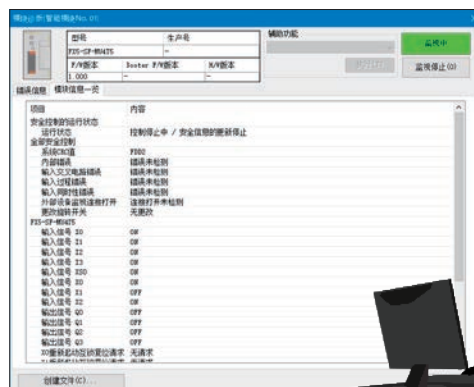 模块诊断(智能模块No. 01)
型号
生产号
FX5-SF-MU4T5
-
F/W版本
Booter F/W版本
H/W版本
1.000
-
-
辅助功能
执行(E)
监视中
监视停止(O)
错误信息
模块信息一览
项目 内容
安全控制的运行状态
运行状态 控制停止中 / 安全信息的更新停止
全部安全控制
系统CRC值 FDD2
内部错误 错误未检测
输入交叉电路错误 错误未检测
输入过程错误 错误未检测
输入同时性错误 错误未检测
外部设备监视连接打开 连接打开未检测
更改旋转开关 无更改
FX5-SF-MU4T5
输入信号 I0 ON
输入信号 I1 ON
输入信号 I2 ON
输入信号 I3 ON
输入信号 XS0 ON
输入信号 X0 ON
输入信号 X1 OFF
输入信号 X2 ON
输出信号 Q0 OFF
输出信号 Q1 OFF
输出信号 Q2 OFF
输出信号 Q3 OFF
X0重新起动互锁复位请求 无请求
创建文件(C)...